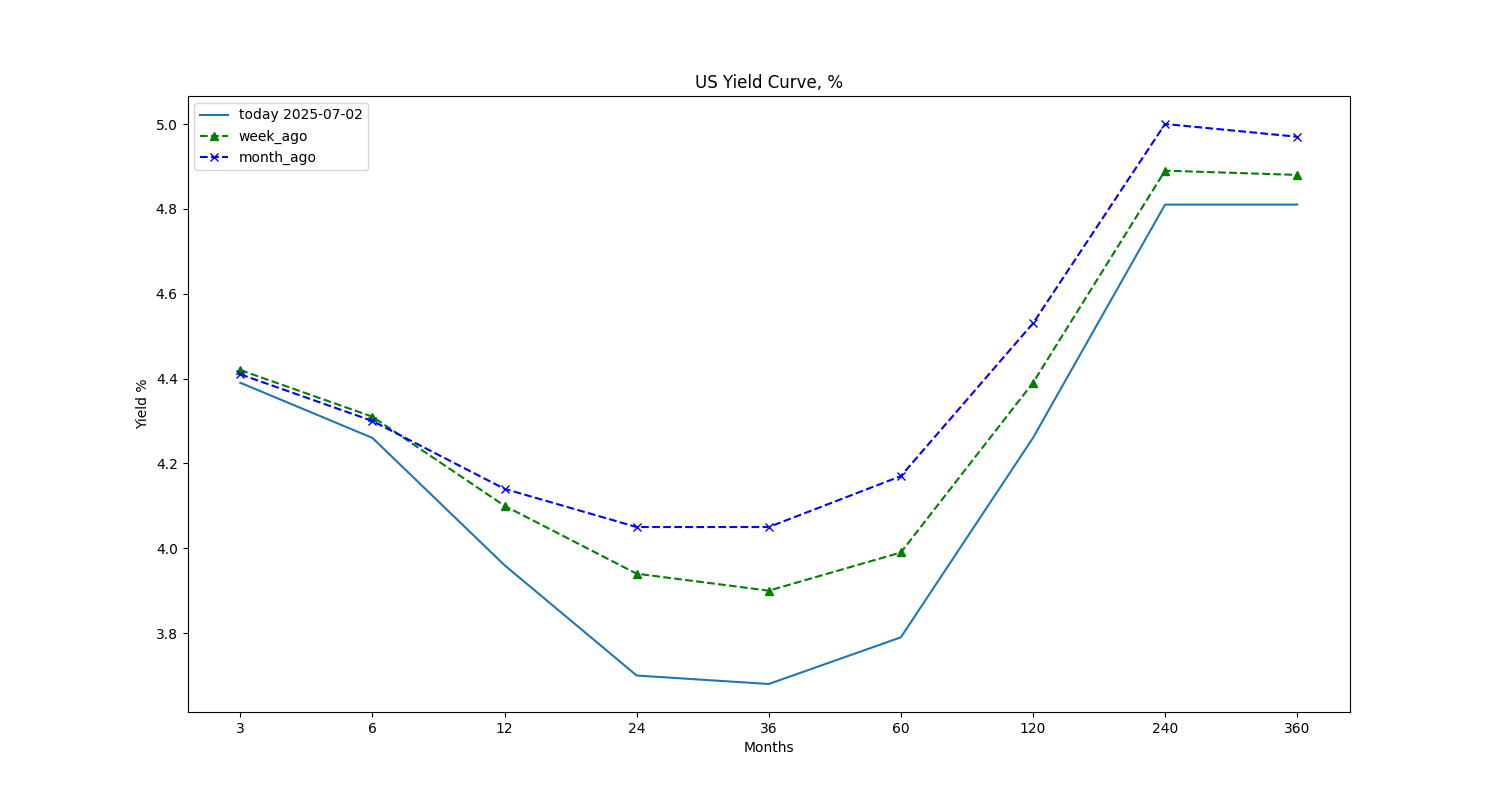 US Yield Curve, %
today 2025-07-02
week_ago
month_ago
5.0
4.8
4.6
4.4
4.2
4.0
3.8
Yield %
3 6 12 24 36 60 120 240 360
Months